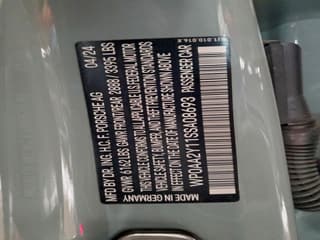 MFD BY DR. ING. H.C. F. PORSCHE AG 04/24
GVWR 6162 LBS GAWR FRONT/REAR 2888 / 3395 LBS
THIS VEHICLE CONFORMS TO ALL APPLICABLE U.S. FEDERAL MOTOR
VEHICLE SAFETY, BUMPER, AND THEFT PREVENTION STANDARDS
IN EFFECT ON THE DATE OF MANUFACTURE SHOWN ABOVE
WP0AA2Y11SSA08693 PASSENGER CAR
MADE IN GERMANY